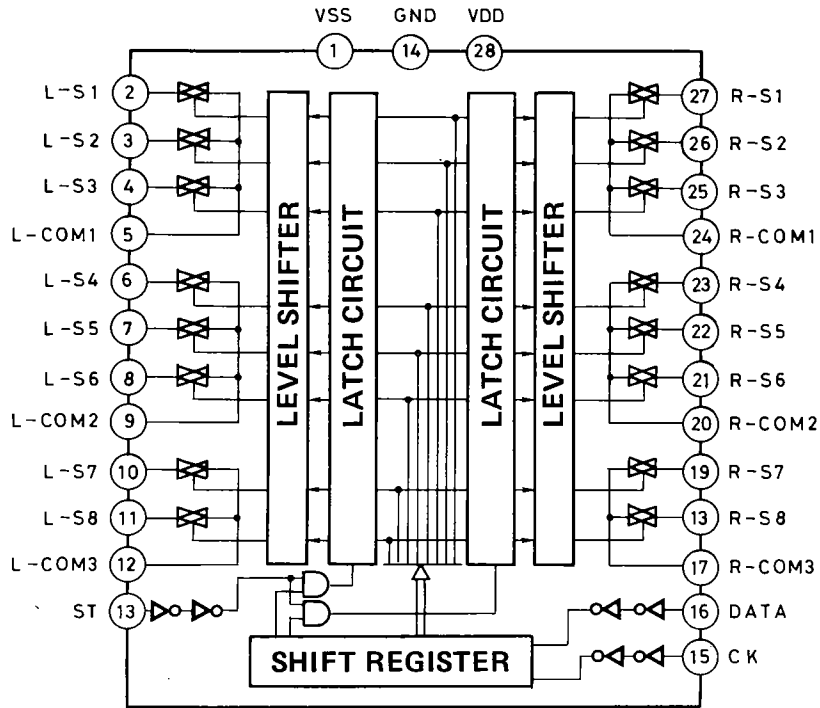 VSS GND VDD
1 14 28
L-S1 2 27 R-S1
L-S2 3 26 R-S2
L-S3 4 25 R-S3
L-COM1 5 24 R-COM1
L-S4 6 23 R-S4
L-S5 7 22 R-S5
L-S6 8 21 R-S6
L-COM2 9 20 R-COM2
L-S7 10 19 R-S7
L-S8 11 13 R-S8
L-COM3 12 17 R-COM3
ST 13 16 DATA
15 CK
LEVEL SHIFTER
LATCH CIRCUIT
LATCH CIRCUIT
LEVEL SHIFTER
SHIFT REGISTER